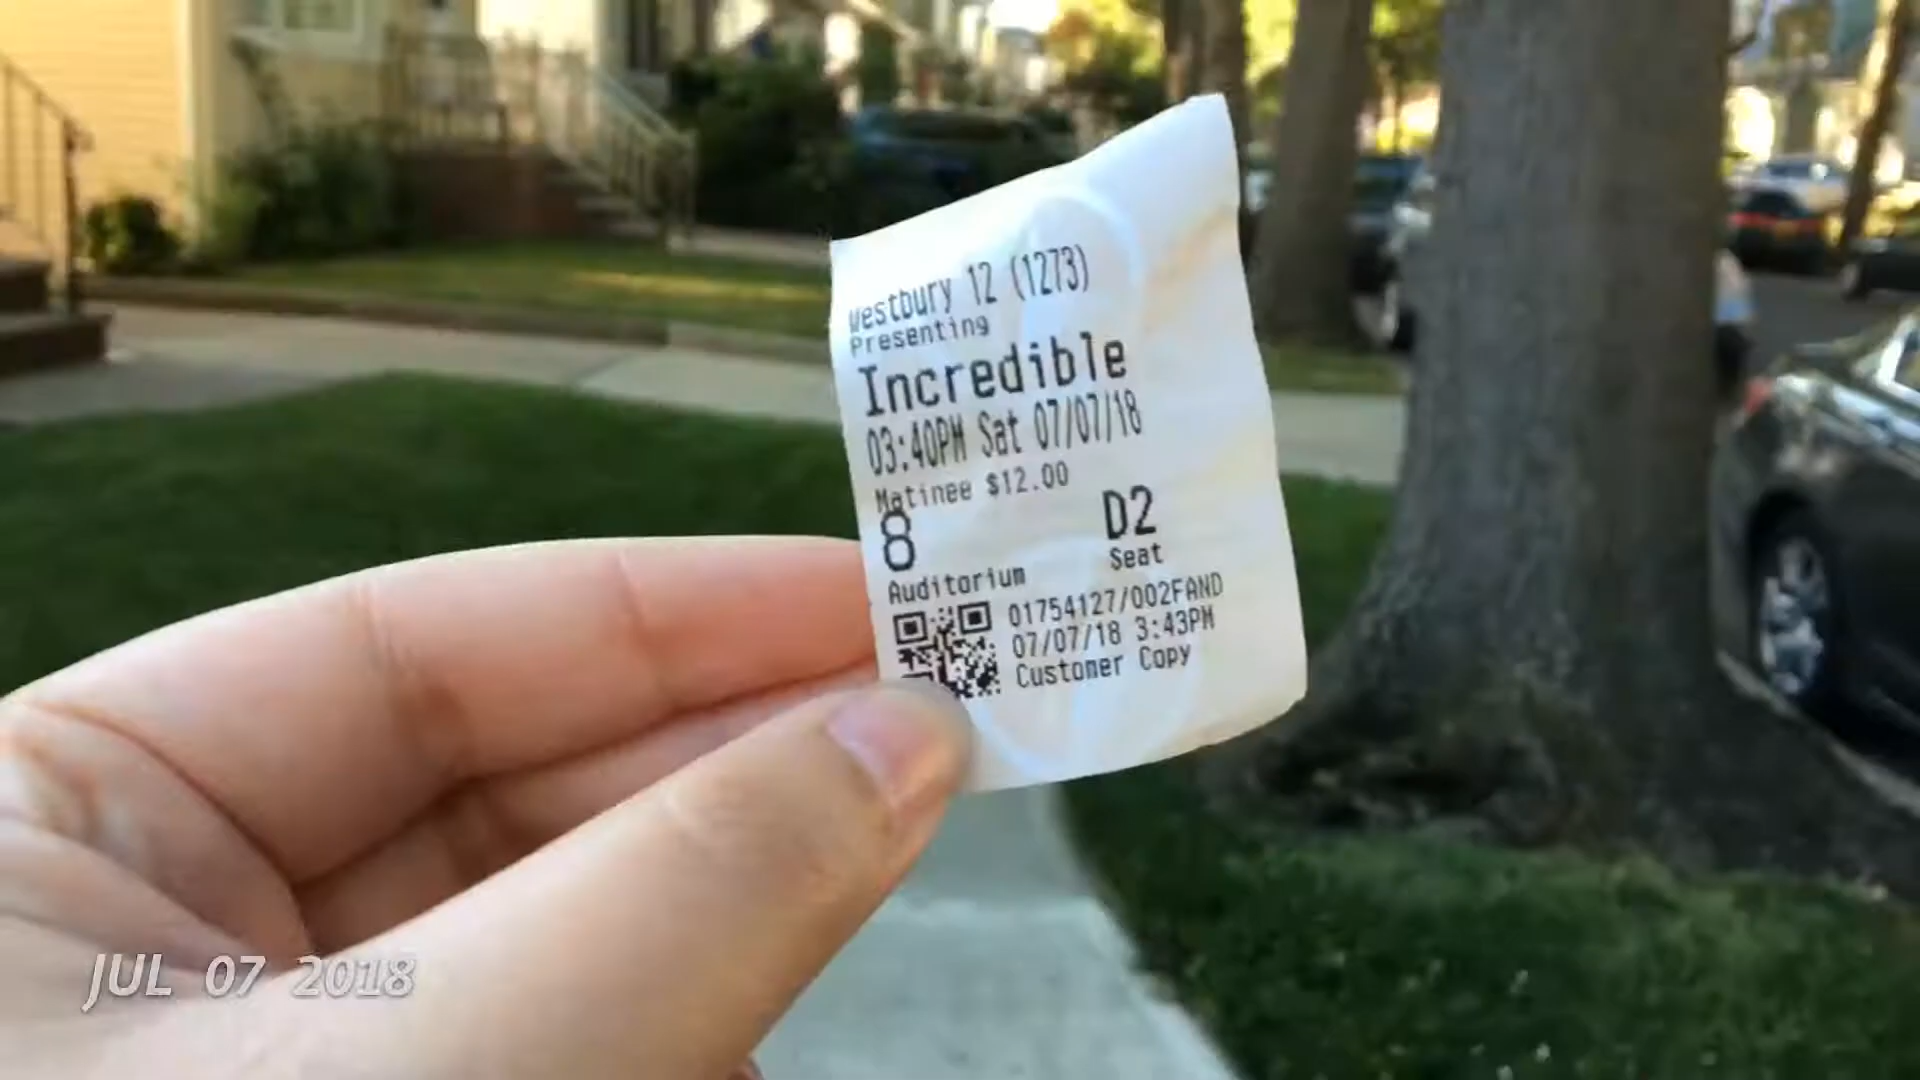 Westbury 12 (1273)
Presenting
Incredible
03:40PM Sat 07/07/18
Matinee $12.00
8 D2
Auditorium Seat
01754127/002FAND
07/07/18 3:43PM
Customer Copy
JUL 07 2018